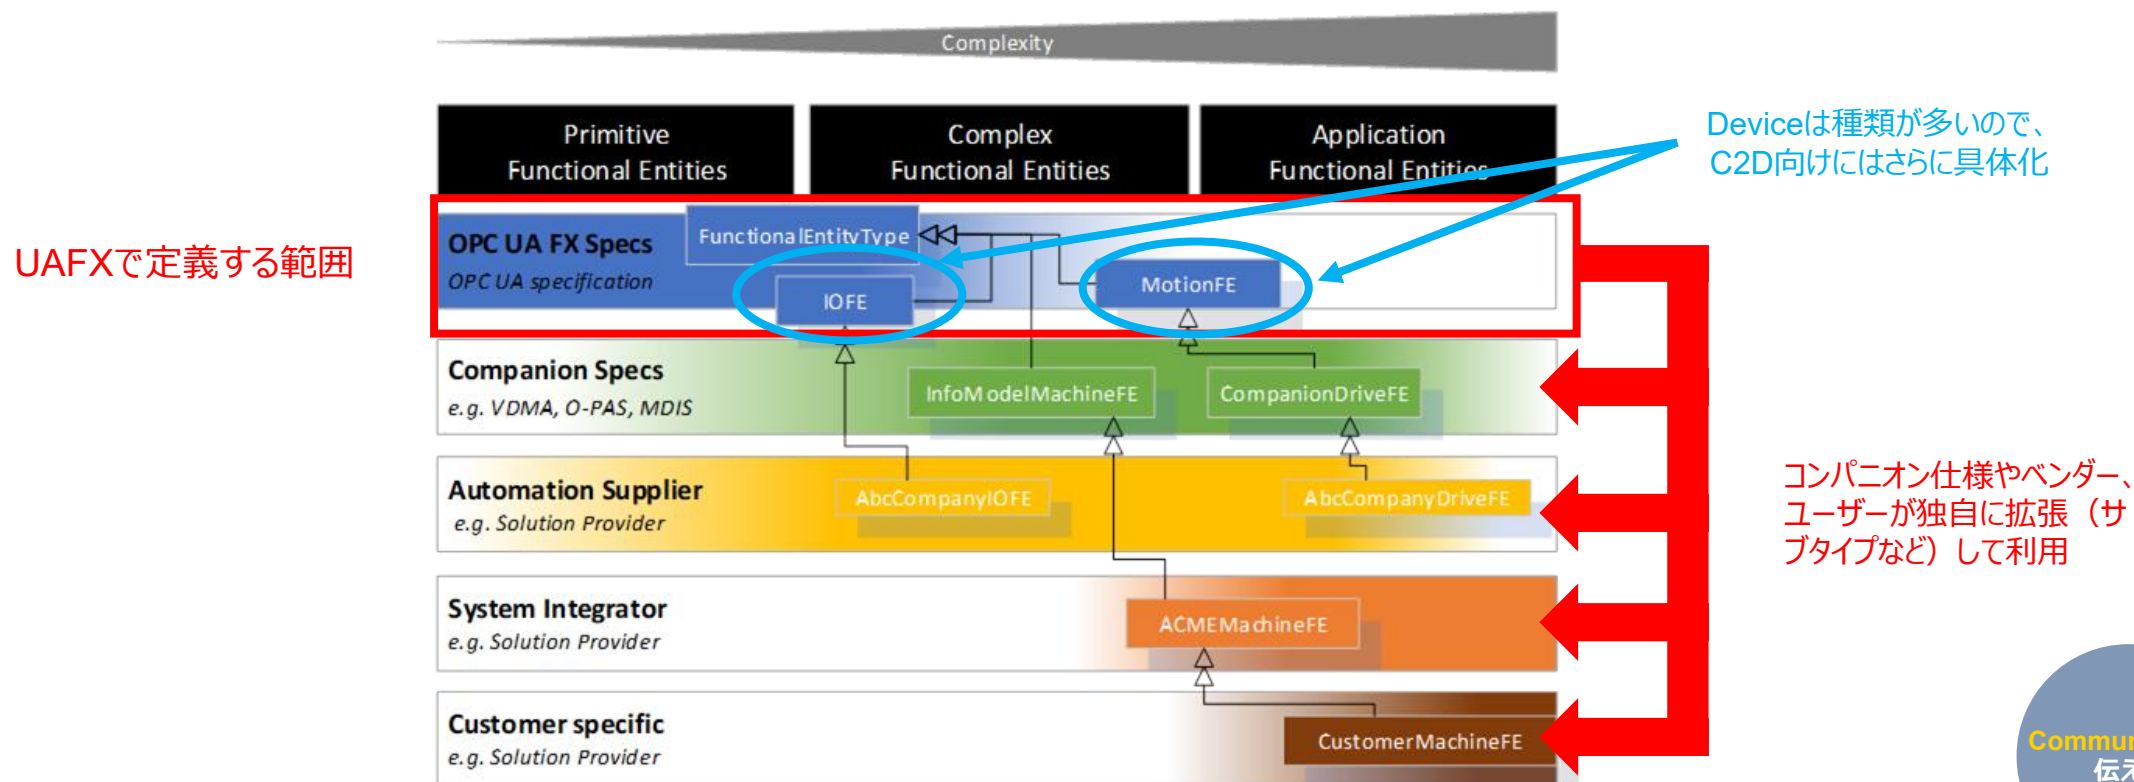 Complexity
Primitive
Functional Entities
Complex
Functional Entities
Application
Functional Entities
Deviceは種類が多いので、
C2D向けにはさらに具体化
UAFXで定義する範囲
OPC UA FX Specs
OPC UA specification
FunctionalEntityType
IOFE
MotionFE
Companion Specs
e.g. VDMA, O-PAS, MDIS
InfoModelMachineFE
CompanionDriveFE
Automation Supplier
e.g. Solution Provider
AbcCompanyIOFE
AbcCompanyDriveFE
コンパニオン仕様やベンダー、
ユーザーが独自に拡張（サ
ブタイプなど）して利用
System Integrator
e.g. Solution Provider
ACMEMachineFE
Customer specific
e.g. Solution Provider
CustomerMachineFE